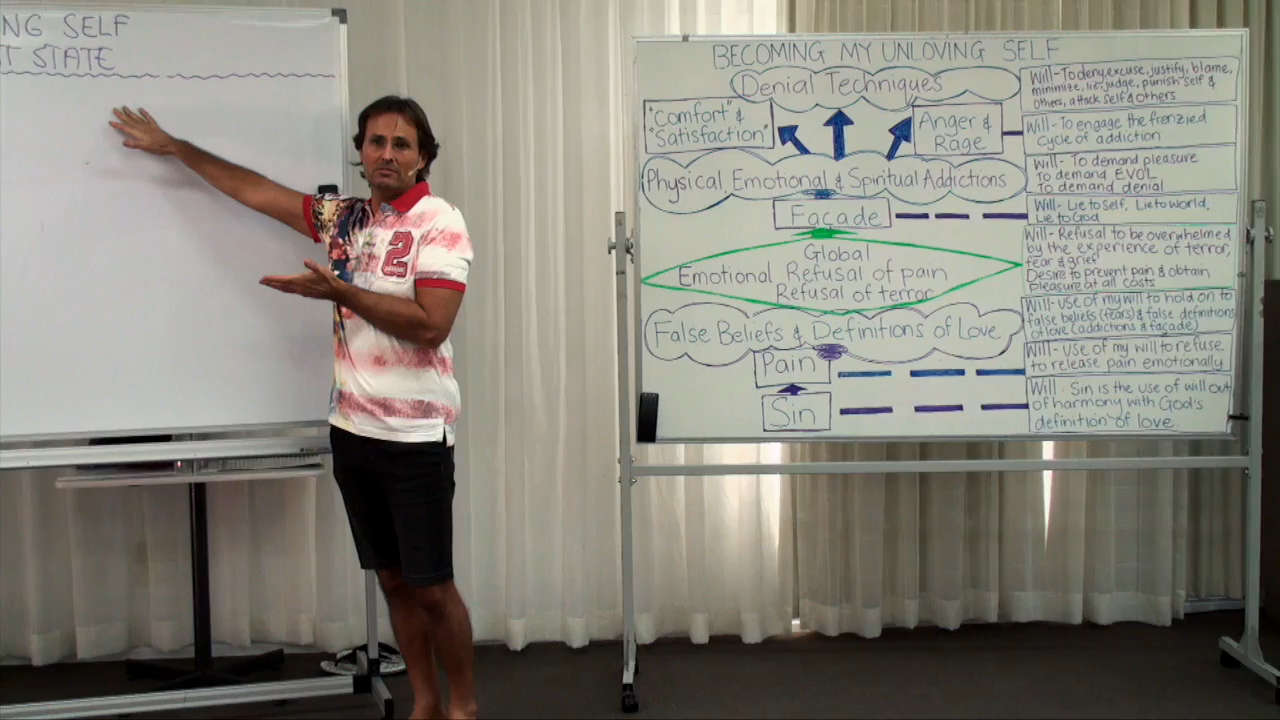 NG SELF
T STATE
2
BECOMING MY UNLOVING SELF
Denial Techniques
"Comfort" &
"Satisfaction"
Anger &
Rage
Physical, Emotional & Spiritual Addictions
Façade
Global
Emotional Refusal of pain
Refusal of terror
False Beliefs & Definitions of Love
Pain
Sin
Will- To deny, excuse, justify, blame,
minimize, lie, judge, punish self &
others, attack self & others
Will- To engage the frenzied
cycle of addiction
Will- To demand pleasure
To demand EVOL
To demand denial
Will- Lie to self, Lie to world,
Lie to God
Will- Refusal to be overwhelmed
by the experience of terror,
fear & grief
Desire to prevent pain & obtain
pleasure at all costs
Will- use of my will to hold on to
false beliefs (fears) & false definitions
of love (addictions & façade)
Will- use of my will to refuse
to release pain emotionally
Will- Sin is the use of will out
of harmony with God's
definition of love